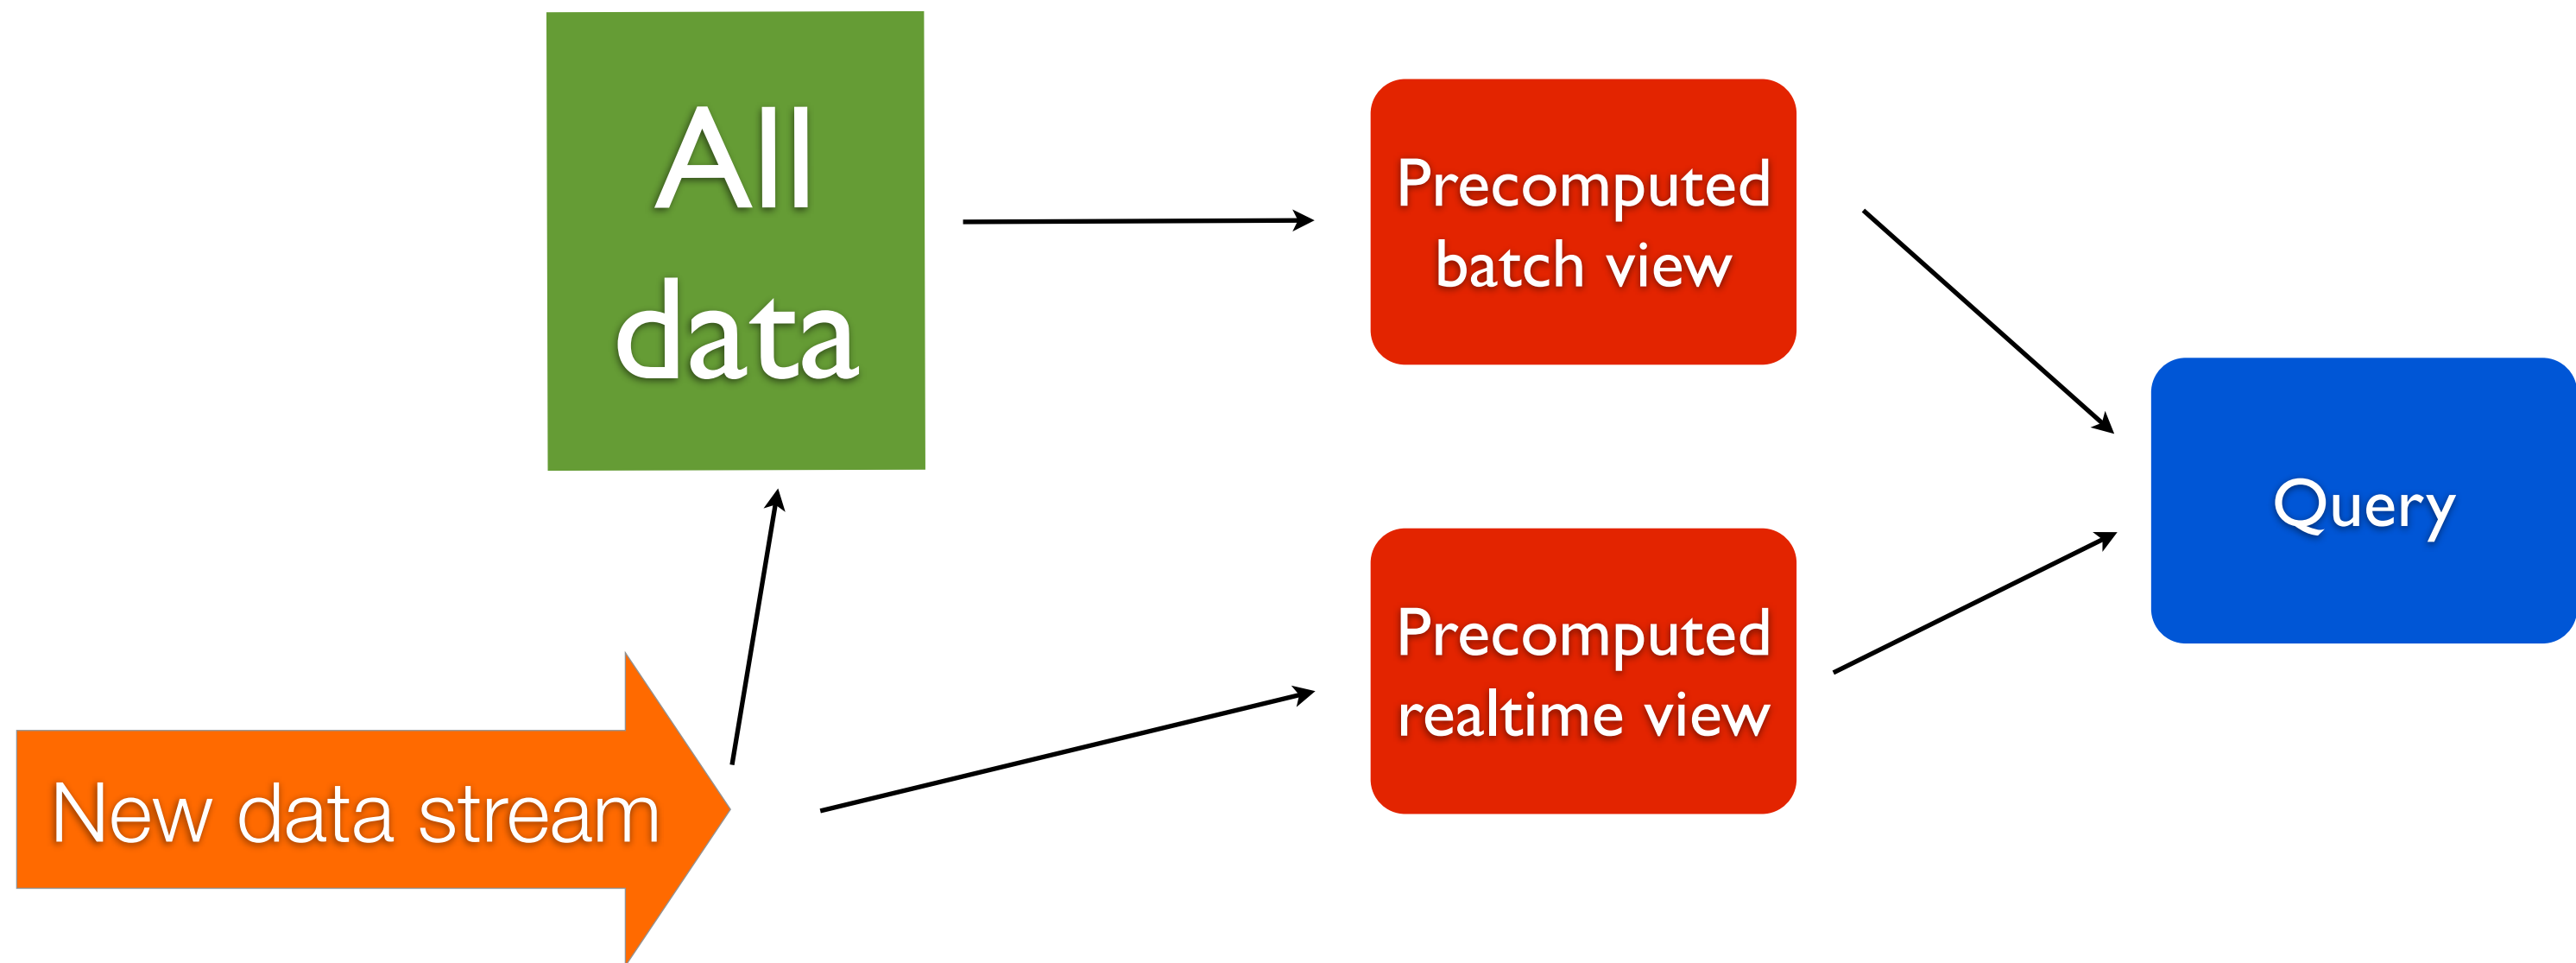 All
data
Precomputed
batch view
Query
Precomputed
realtime view
New data stream